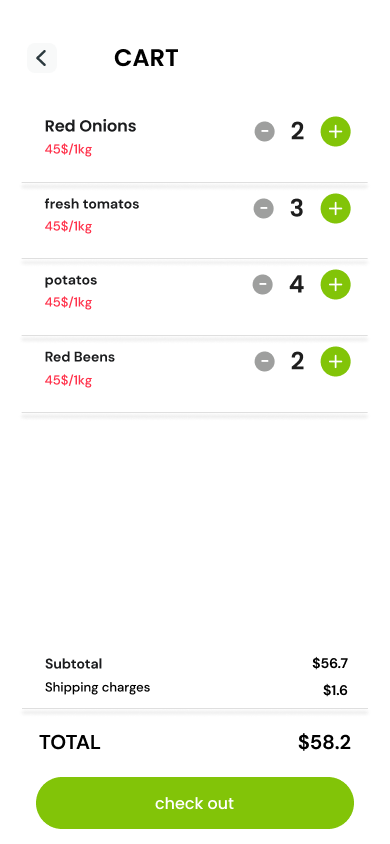 CART
Red Onions
45$/1kg
- 2 +
fresh tomatos
45$/1kg
- 3 +
potatos
45$/1kg
- 4 +
Red Beens
45$/1kg
- 2 +
Subtotal $56.7
Shipping charges $1.6
TOTAL $58.2
check out